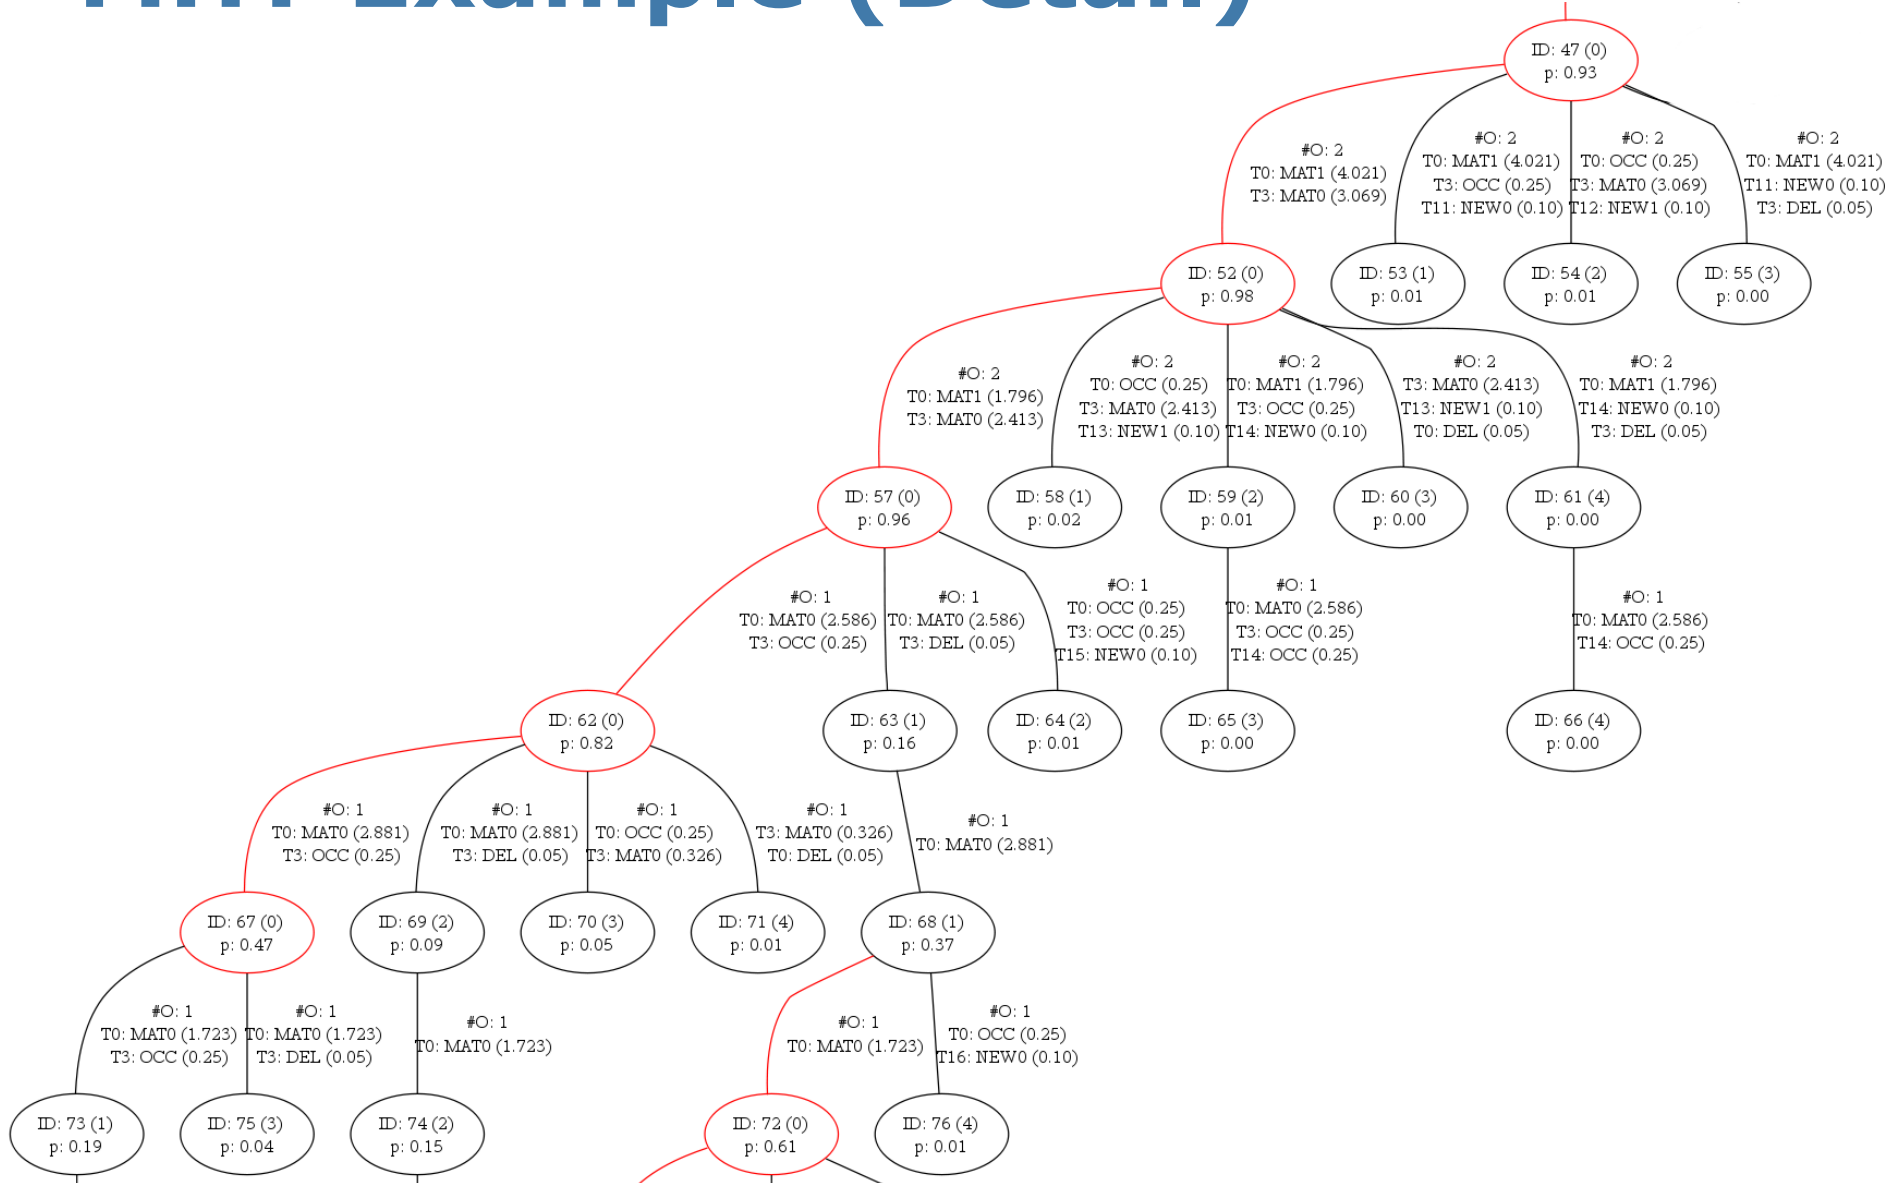 Example (Detail)
ID: 47 (0)
p: 0.93
#O: 2
T0: MAT1 (4.021)
T3: MAT0 (3.069)
#O: 2
T0: MAT1 (4.021)
T3: OCC (0.25)
T11: NEW0 (0.10)
#O: 2
T0: OCC (0.25)
T3: MAT0 (3.069)
T12: NEW1 (0.10)
#O: 2
T0: MAT1 (4.021)
T11: NEW0 (0.10)
T3: DEL (0.05)
ID: 52 (0)
p: 0.98
ID: 53 (1)
p: 0.01
ID: 54 (2)
p: 0.01
ID: 55 (3)
p: 0.00
#O: 2
T0: MAT1 (1.796)
T3: MAT0 (2.413)
#O: 2
T0: OCC (0.25)
T3: MAT0 (2.413)
T13: NEW1 (0.10)
#O: 2
T0: MAT1 (1.796)
T3: OCC (0.25)
T14: NEW0 (0.10)
#O: 2
T3: MAT0 (2.413)
T13: NEW1 (0.10)
T0: DEL (0.05)
#O: 2
T0: MAT1 (1.796)
T14: NEW0 (0.10)
T3: DEL (0.05)
ID: 57 (0)
p: 0.96
ID: 58 (1)
p: 0.02
ID: 59 (2)
p: 0.01
ID: 60 (3)
p: 0.00
ID: 61 (4)
p: 0.00
#O: 1
T0: MAT0 (2.586)
T3: OCC (0.25)
#O: 1
T0: MAT0 (2.586)
T3: DEL (0.05)
#O: 1
T0: OCC (0.25)
T3: OCC (0.25)
T15: NEW0 (0.10)
#O: 1
T0: MAT0 (2.586)
T3: OCC (0.25)
T14: OCC (0.25)
#O: 1
T0: MAT0 (2.586)
T14: OCC (0.25)
ID: 62 (0)
p: 0.82
ID: 63 (1)
p: 0.16
ID: 64 (2)
p: 0.01
ID: 65 (3)
p: 0.00
ID: 66 (4)
p: 0.00
#O: 1
T0: MAT0 (2.881)
T3: OCC (0.25)
#O: 1
T0: MAT0 (2.881)
T3: DEL (0.05)
#O: 1
T0: OCC (0.25)
T3: MAT0 (0.326)
#O: 1
T3: MAT0 (0.326)
T0: DEL (0.05)
#O: 1
T0: MAT0 (2.881)
ID: 67 (0)
p: 0.47
ID: 69 (2)
p: 0.09
ID: 70 (3)
p: 0.05
ID: 71 (4)
p: 0.01
ID: 68 (1)
p: 0.37
#O: 1
T0: MAT0 (1.723)
T3: OCC (0.25)
#O: 1
T0: MAT0 (1.723)
T3: DEL (0.05)
#O: 1
T0: MAT0 (1.723)
#O: 1
T0: MAT0 (1.723)
#O: 1
T0: OCC (0.25)
T16: NEW0 (0.10)
ID: 73 (1)
p: 0.19
ID: 75 (3)
p: 0.04
ID: 74 (2)
p: 0.15
ID: 72 (0)
p: 0.61
ID: 76 (4)
p: 0.01